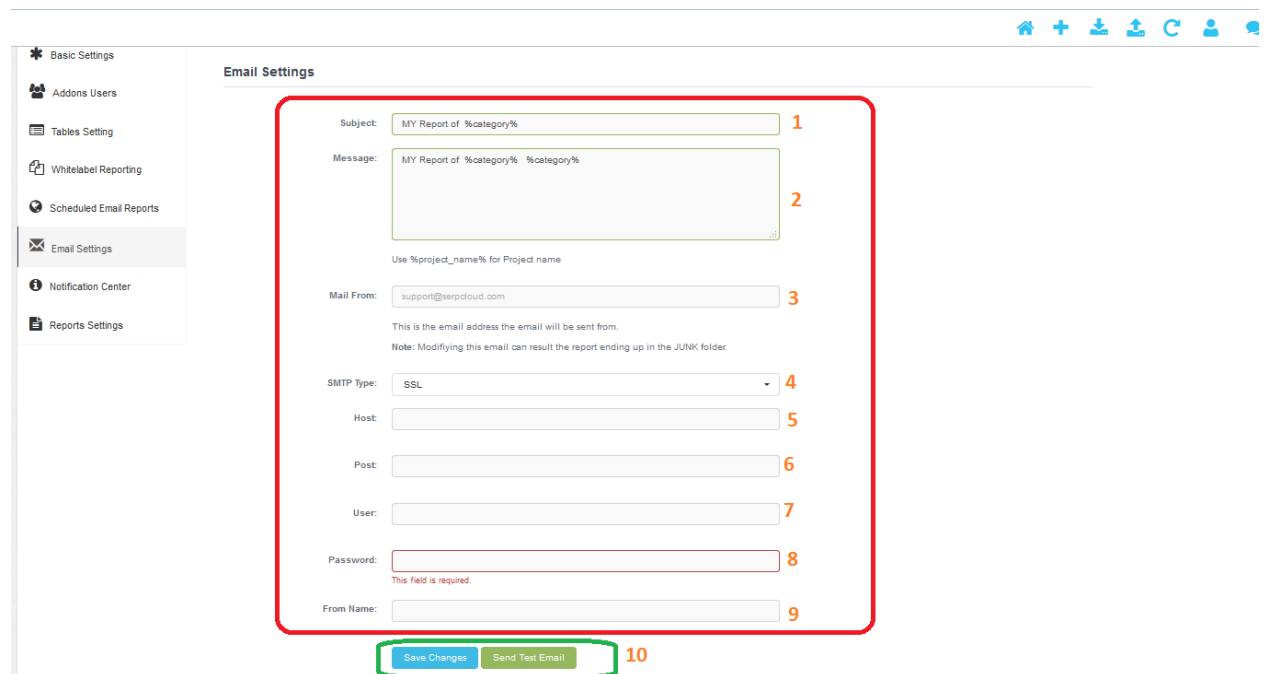 Basic Settings
Addons Users
Tables Setting
Whitelabel Reporting
Scheduled Email Reports
Email Settings
Notification Center
Reports Settings
Email Settings
Subject: MY Report of %category% 1
Message: MY Report of %category% %category%
2
Use %project_name% for Project name
Mail From: support@serpcloud.com 3
This is the email address the email will be sent from.
Note: Modifiying this email can result the report ending up in the JUNK folder.
SMTP Type: SSL 4
Host: 5
Post: 6
User: 7
Password: 8
This field is required.
From Name: 9
Save Changes Send Test Email 10